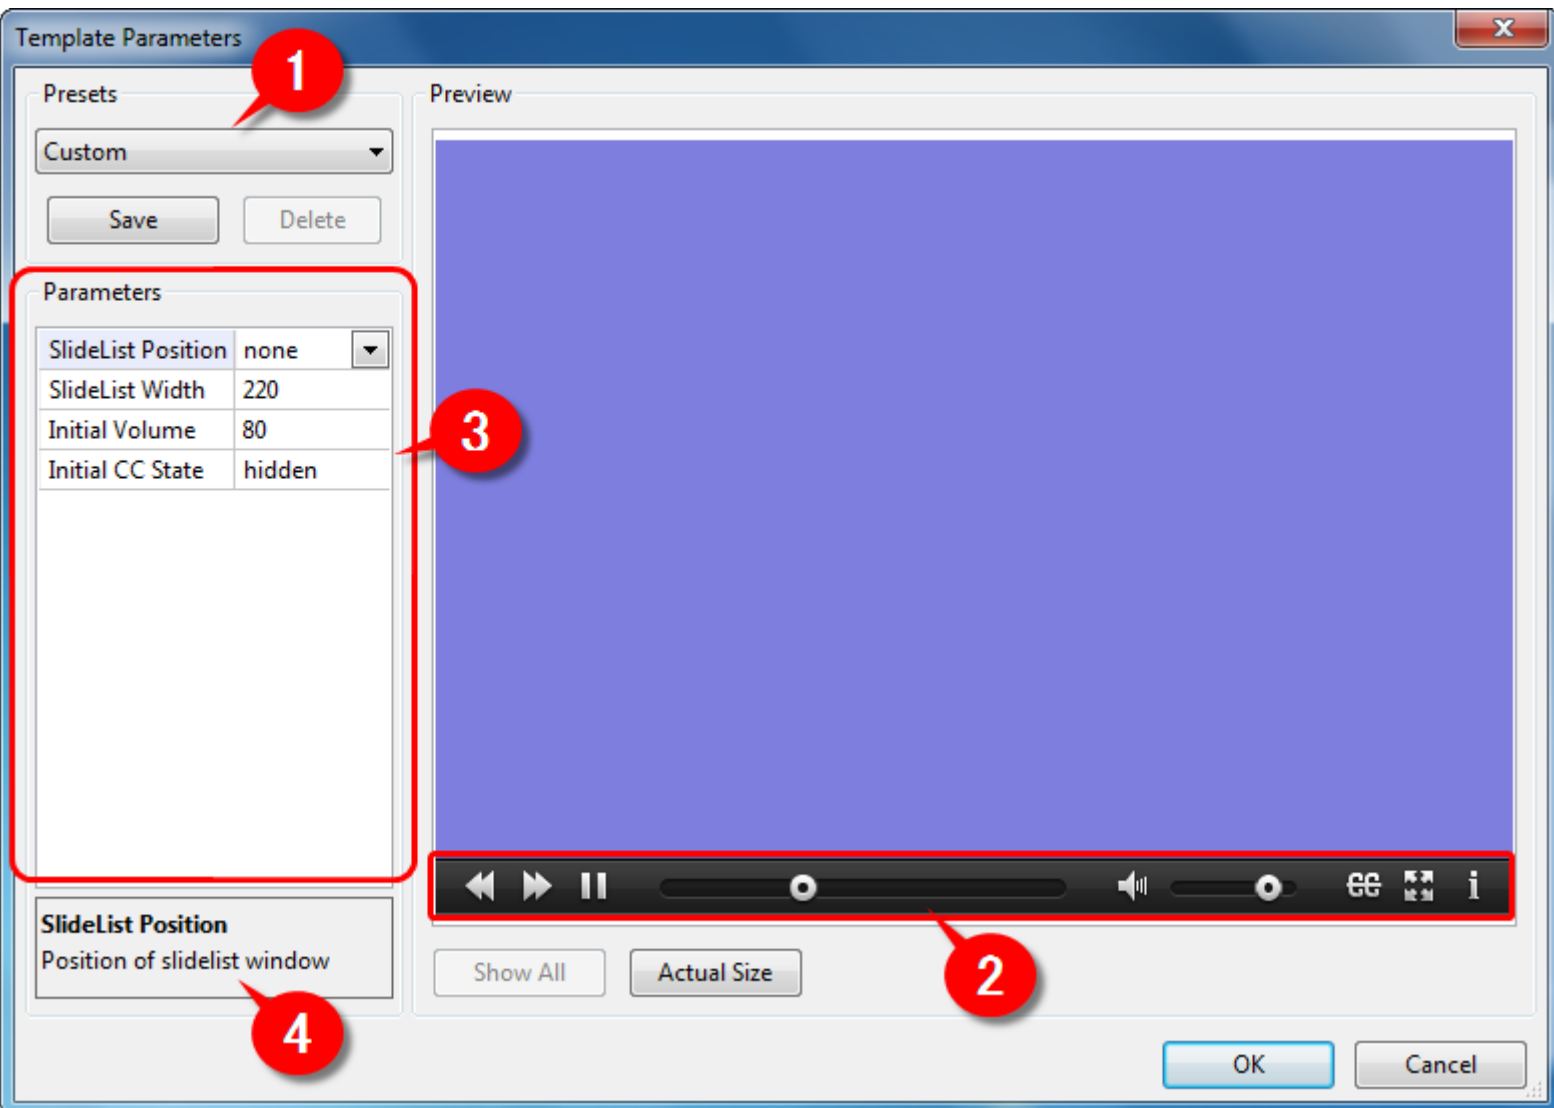 Template Parameters
1
Presets
Custom
Save
Delete
Parameters
SlideList Position none
SlideList Width 220
Initial Volume 80
Initial CC State hidden
3
SlideList Position
Position of slidelist window
4
Preview
CC
i
Show All
Actual Size
2
OK
Cancel